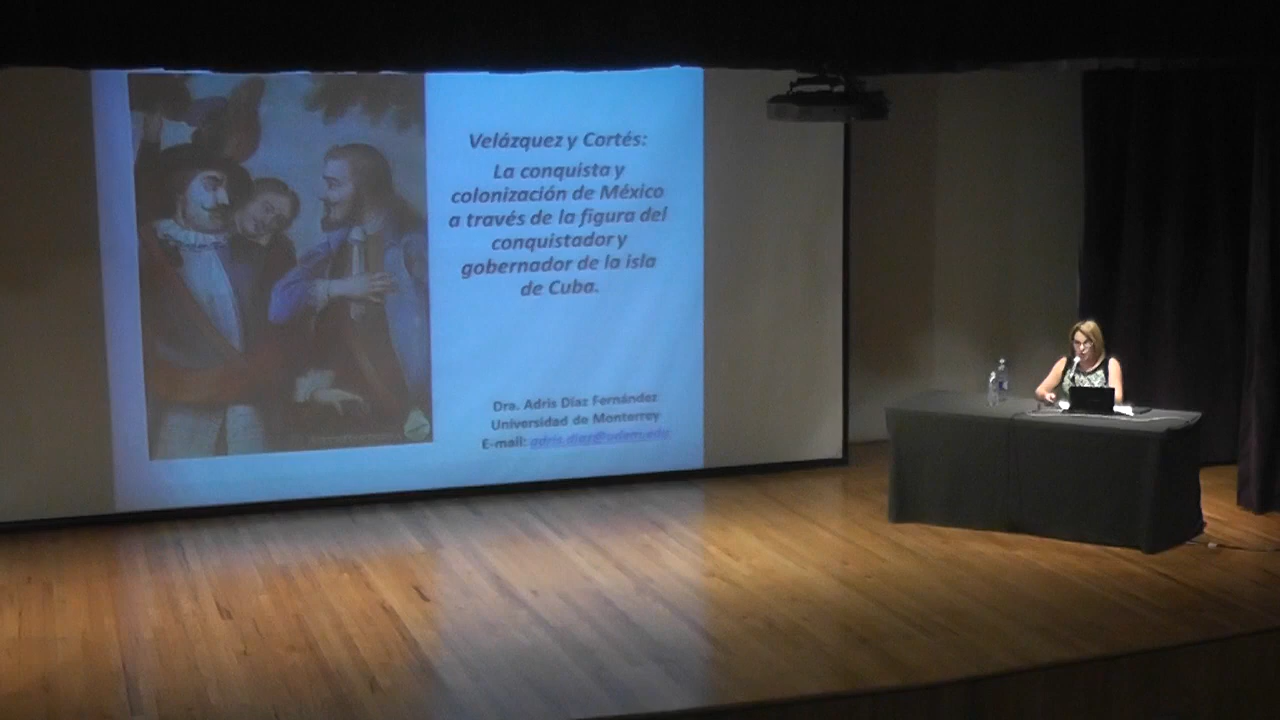 Velázquez y Cortés:
La conquista y
colonización de México
a través de la figura del
conquistador y
gobernador de la isla
de Cuba.
Dra. Adris Díaz Fernández
Universidad de Monterrey
E-mail: adris.diaz@udem.edu